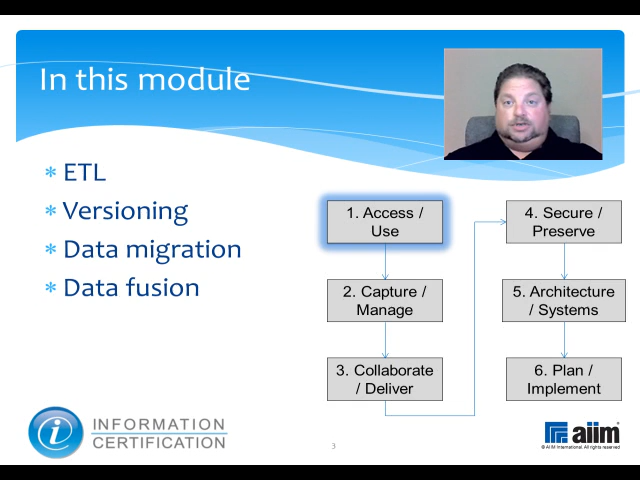 In this module
* ETL
* Versioning
* Data migration
* Data fusion
1. Access /
Use
2. Capture /
Manage
3. Collaborate
/ Deliver
4. Secure /
Preserve
5. Architecture
/ Systems
6. Plan /
Implement
i
INFORMATION
CERTIFICATION
3
aiim
© AIIM International. All rights reserved